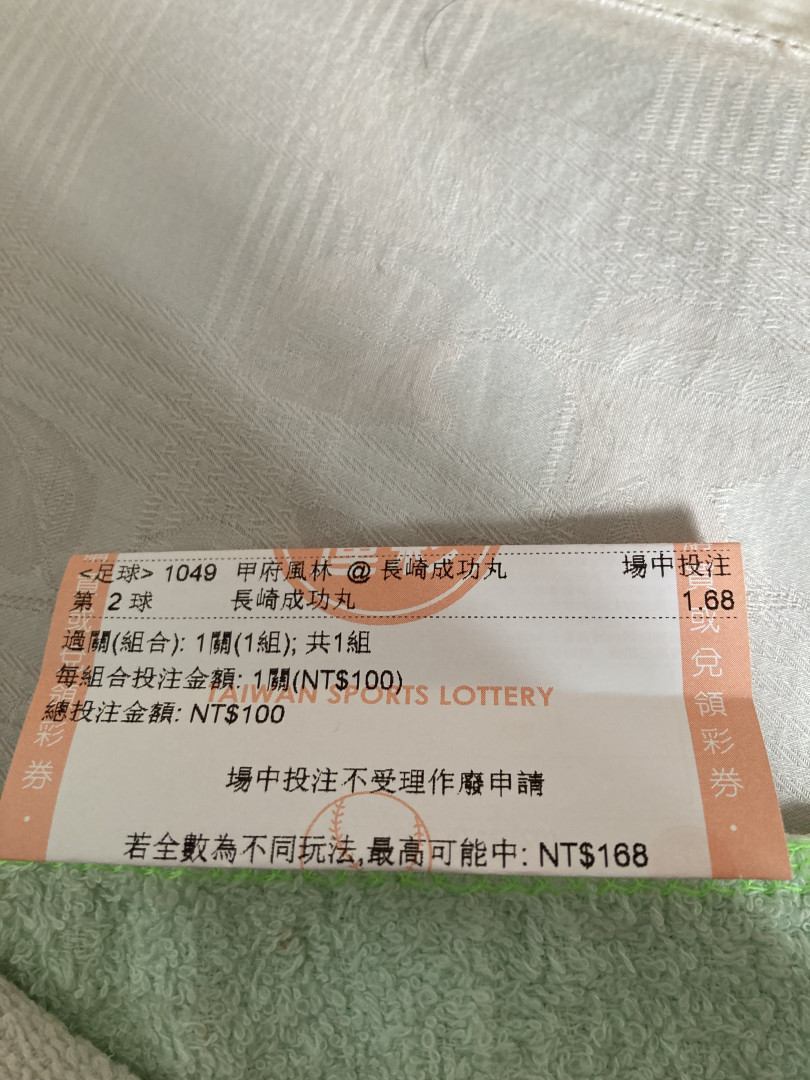 <足球> 1049 甲府風林 @ 長崎成功丸 場中投注
第 2 球 長崎成功丸 1.68
過關(組合): 1關(1組); 共1組
每組合投注金額: 1關(NT$100)
TAIWAN SPORTS LOTTERY
總投注金額: NT$100
場中投注不受理作廢申請
若全數為不同玩法,最高可能中: NT$168
彩券.
或兌領彩券.